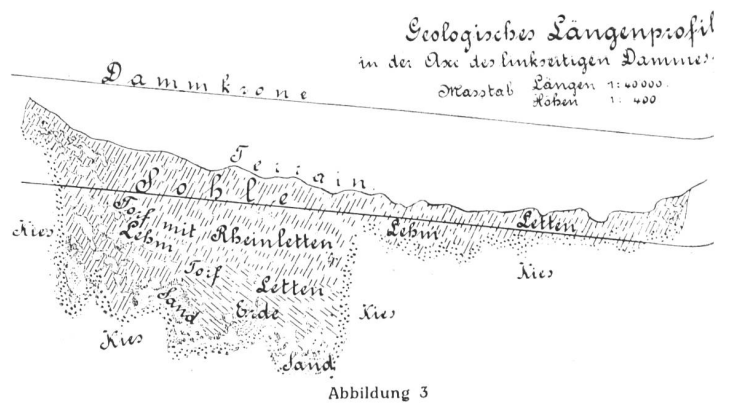 Geologisches Längenprofil
in der Axe des linkseitigen Dammes.
Masstab Längen 1:40000.
Höhen 1: 400
Dammkrone
Terrain
Sohle
Torf mit
Lehm
Rheinletten
Lehm
Letten
Kies
Kies
Torf
Letten
Sand
Erde
Kies
Kies
Sand
Abbildung 3